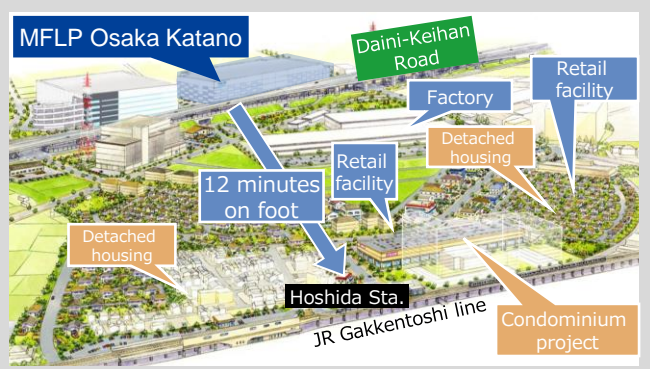 MFLP Osaka Katano
Daini-Keihan
Road
Retail
facility
Factory
Detached
housing
Retail
facility
12 minutes
on foot
Detached
housing
Hoshida Sta.
JR Gakkentoshi line
Condominium
project